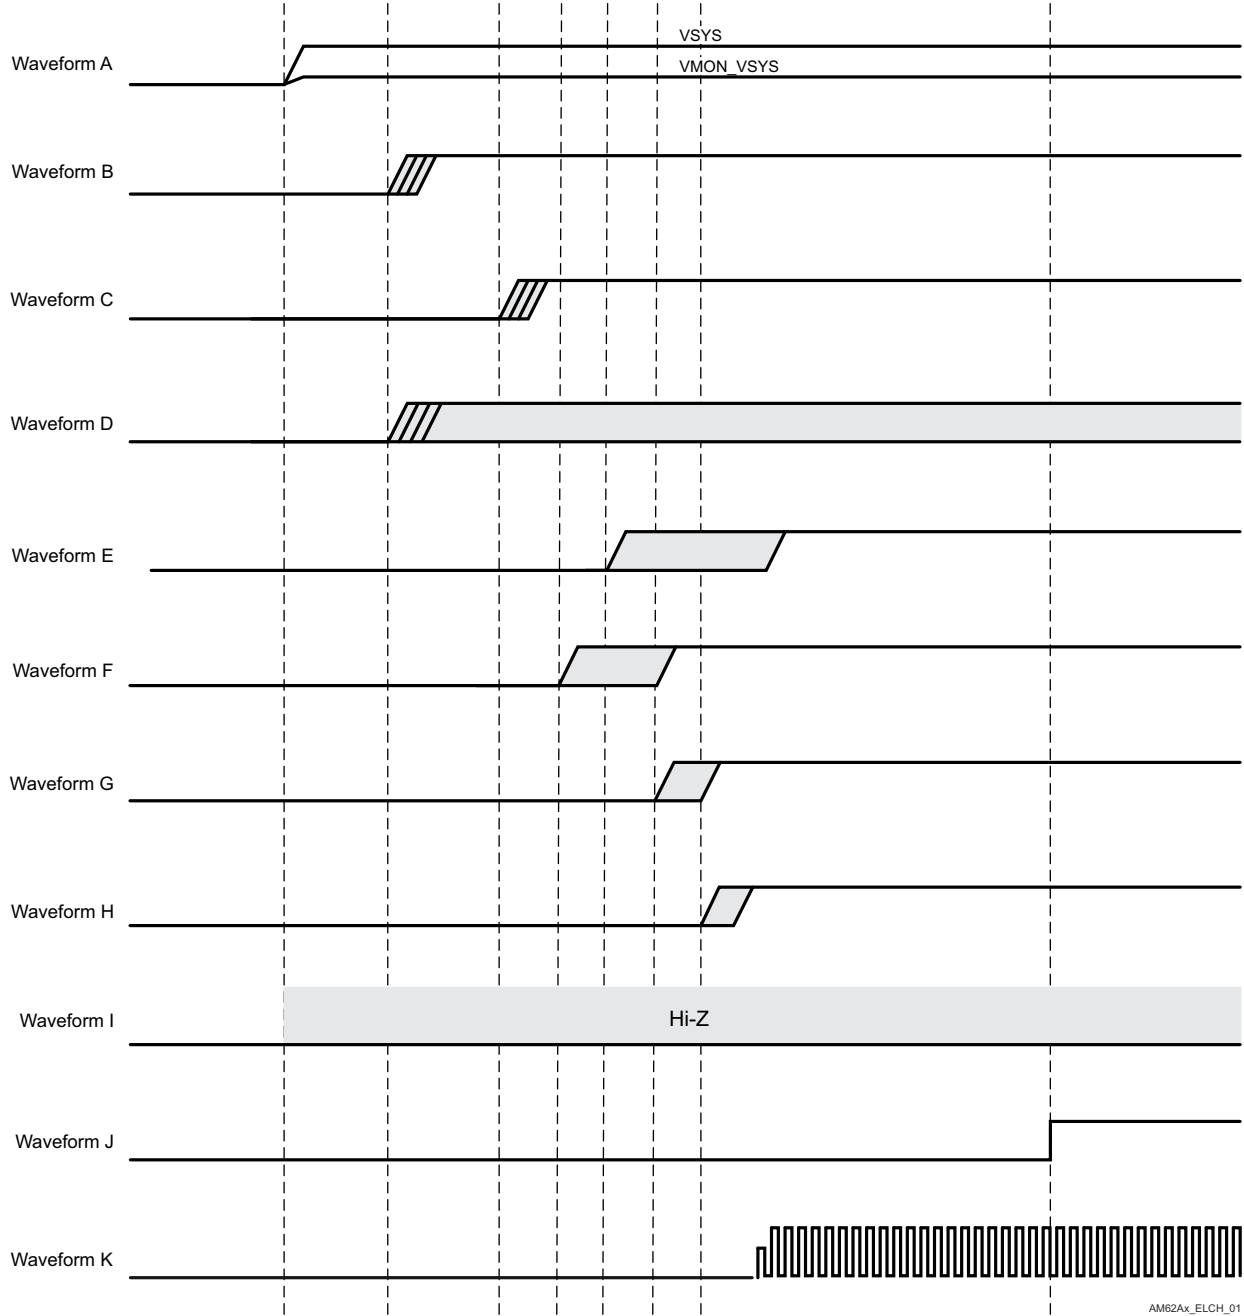 VSYS
Waveform A
VMON_VSYS
Waveform B
Waveform C
Waveform D
Waveform E
Waveform F
Waveform G
Waveform H
Waveform I
Hi-Z
Waveform J
Waveform K
AM62Ax_ELCH_01